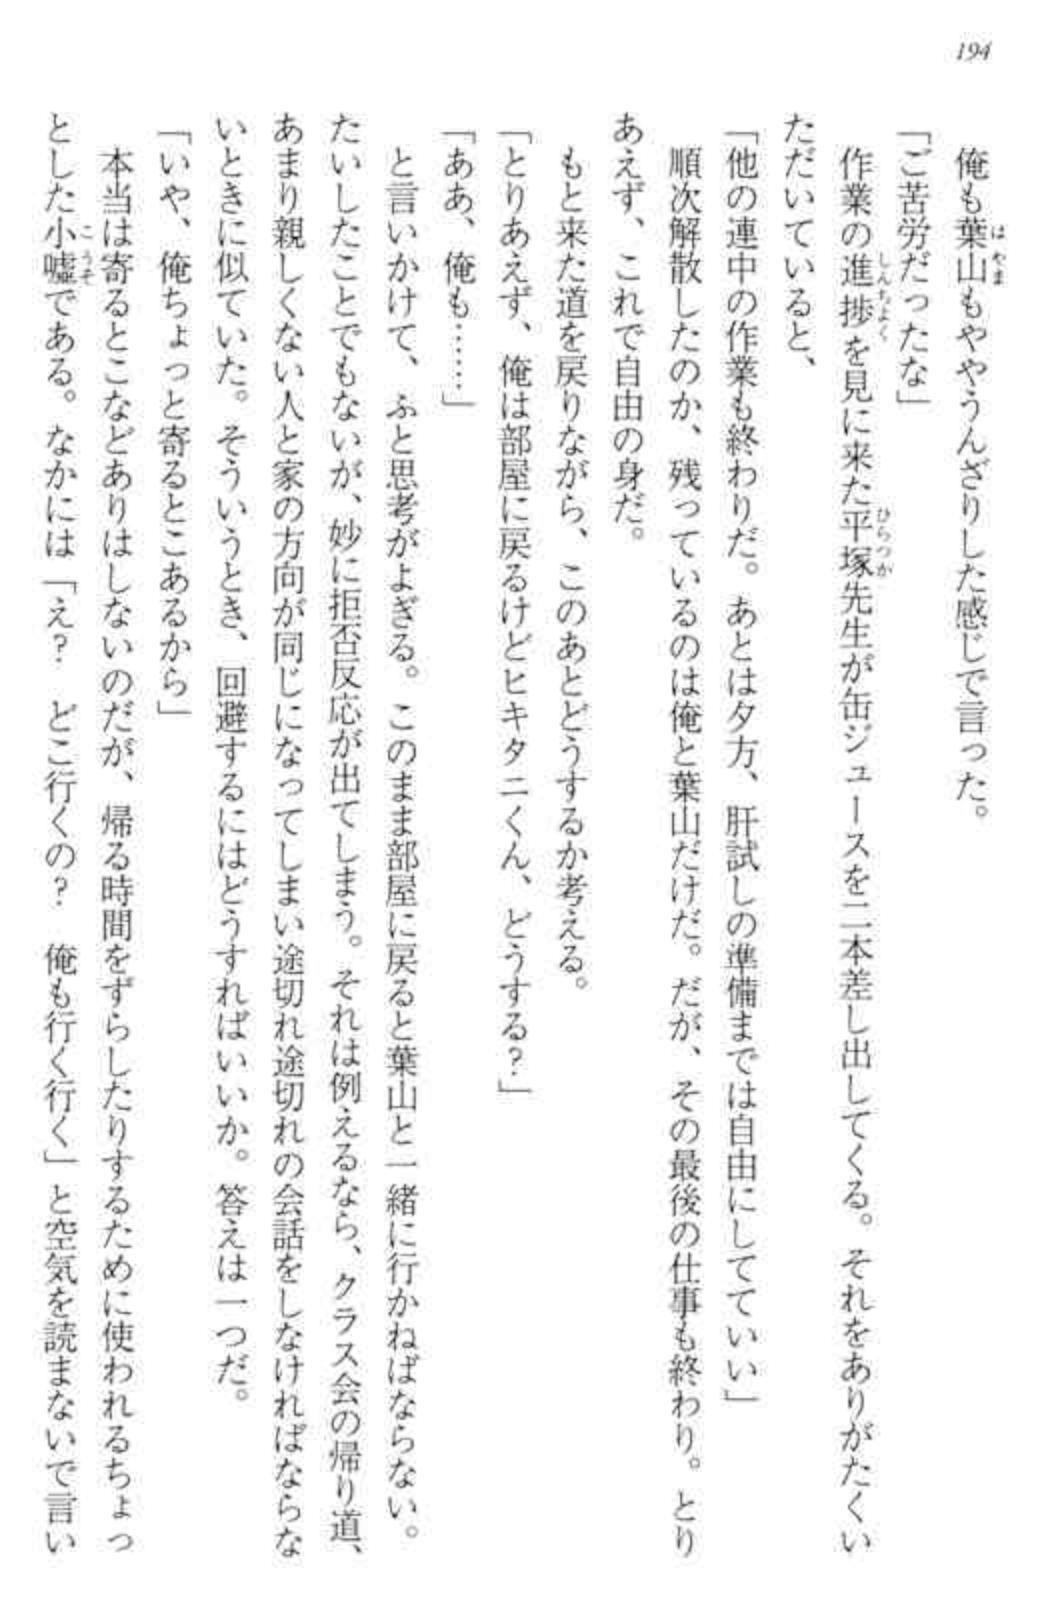 194
俺も葉山もややうんざりした感じで言った。
「ご苦労だったな」
作業の進捗を見に来た平塚先生が缶ジュースを二本差し出してくる。それをありがたくい
ただいていると、
「他の連中の作業も終わりだ。あとは夕方、肝試しの準備までは自由にしてていい」
順次解散したのか、残っているのは俺と葉山だけだ。だが、その最後の仕事も終わり。とり
あえず、これで自由の身だ。
もと来た道を戻りながら、このあとどうするか考える。
「とりあえず、俺は部屋に戻るけどヒキタニくん、どうする?」
「ああ、俺も……」
と言いかけて、ふと思考がよぎる。このまま部屋に戻ると葉山と一緒に行かねばならない。
たいしたことでもないが、妙に拒否反応が出てしまう。それは例えるなら、クラス会の帰り道、
あまり親しくない人と家の方向が同じになってしまい途切れ途切れの会話をしなければならな
いときに似ていた。そういうとき、回避するにはどうすればいいか。答えは一つだ。
「いや、俺ちょっと寄るとこあるから」
本当は寄るとこなどありはしないのだが、帰る時間をずらしたりするために使われるちょっ
とした小嘘である。なかには「え? どこ行くの? 俺も行く行く」と空気を読まないで言い